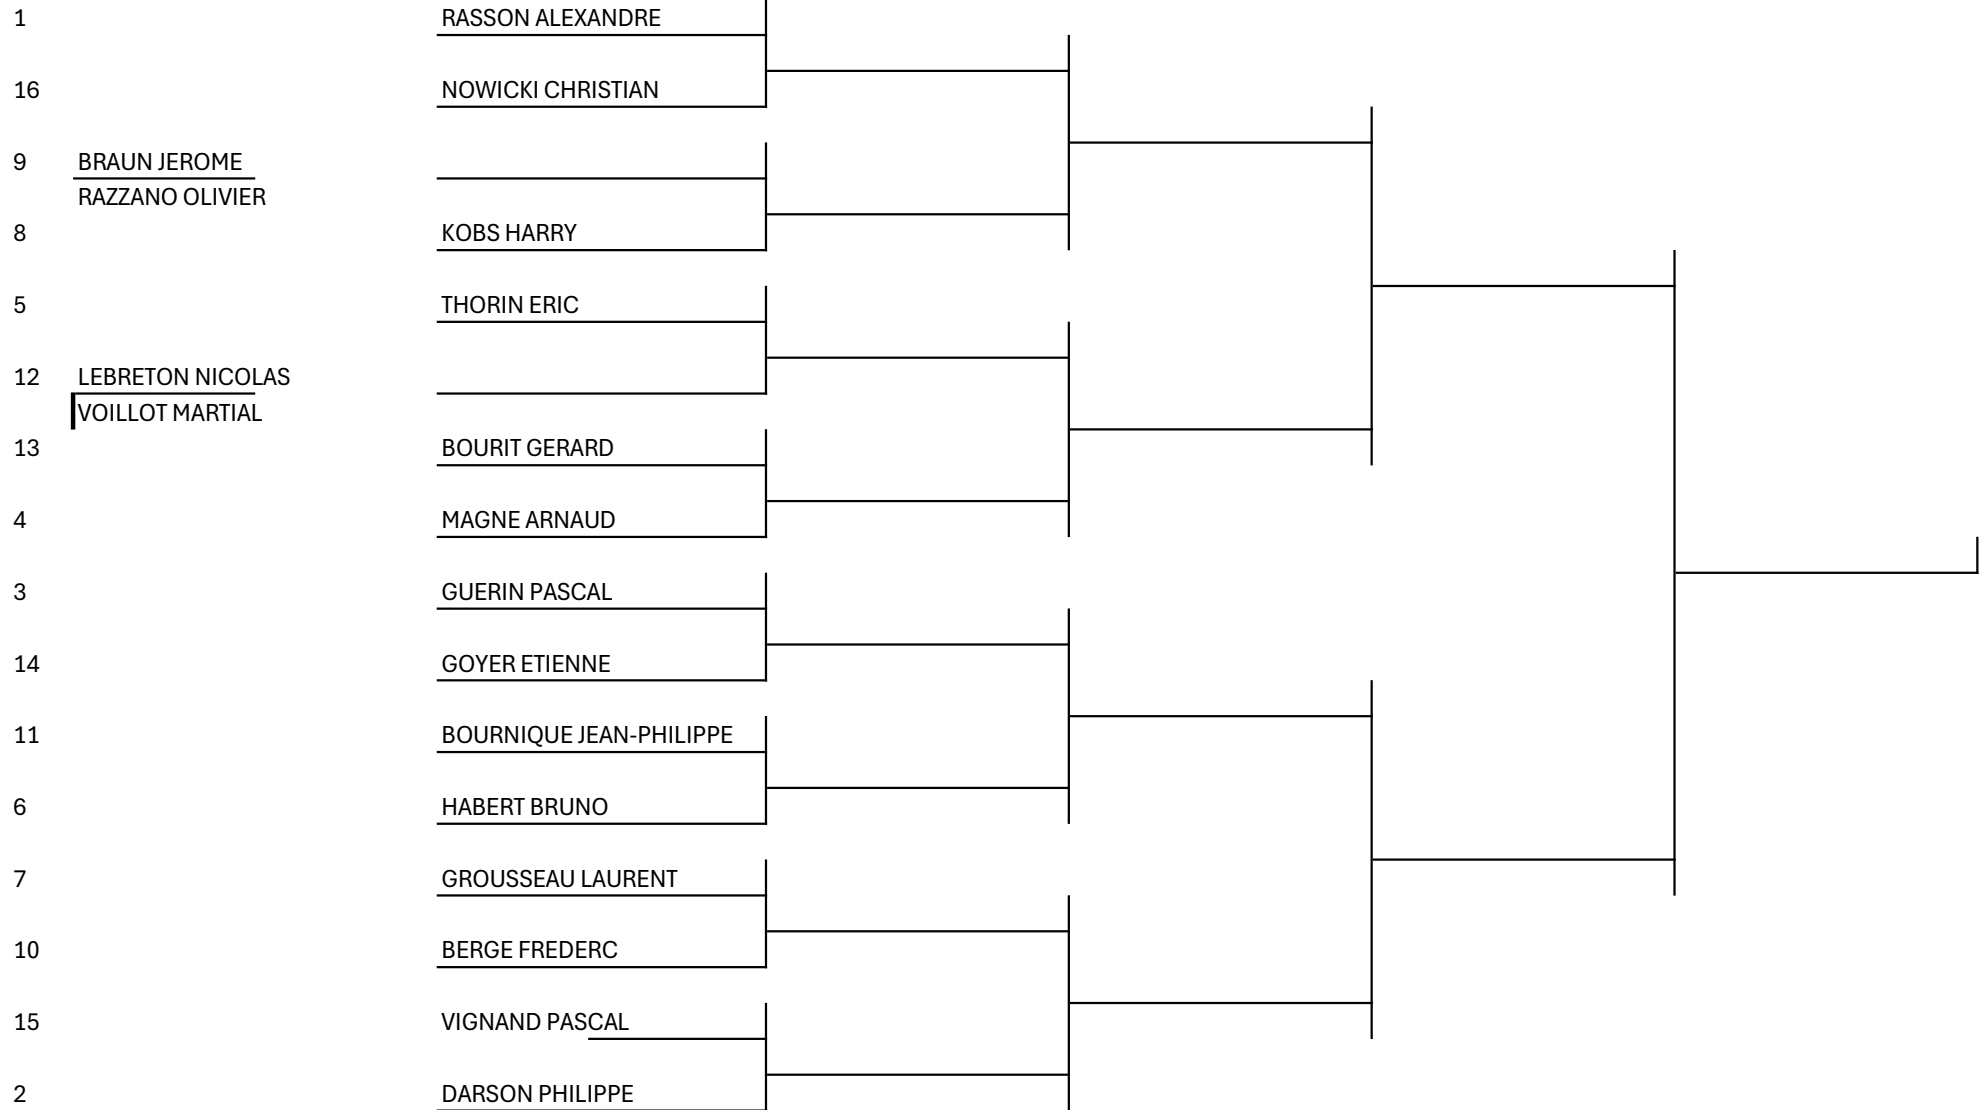 1 RASSON ALEXANDRE
16 NOWICKI CHRISTIAN
9 BRAUN JEROME
RAZZANO OLIVIER
8 KOBS HARRY
5 THORIN ERIC
12 LEBRETON NICOLAS
VOILLOT MARTIAL
13 BOURIT GERARD
4 MAGNE ARNAUD
3 GUERIN PASCAL
14 GOYER ETIENNE
11 BOURNIQUE JEAN-PHILIPPE
6 HABERT BRUNO
7 GROUSSEAU LAURENT
10 BERGE FREDERC
15 VIGNAND PASCAL
2 DARSON PHILIPPE